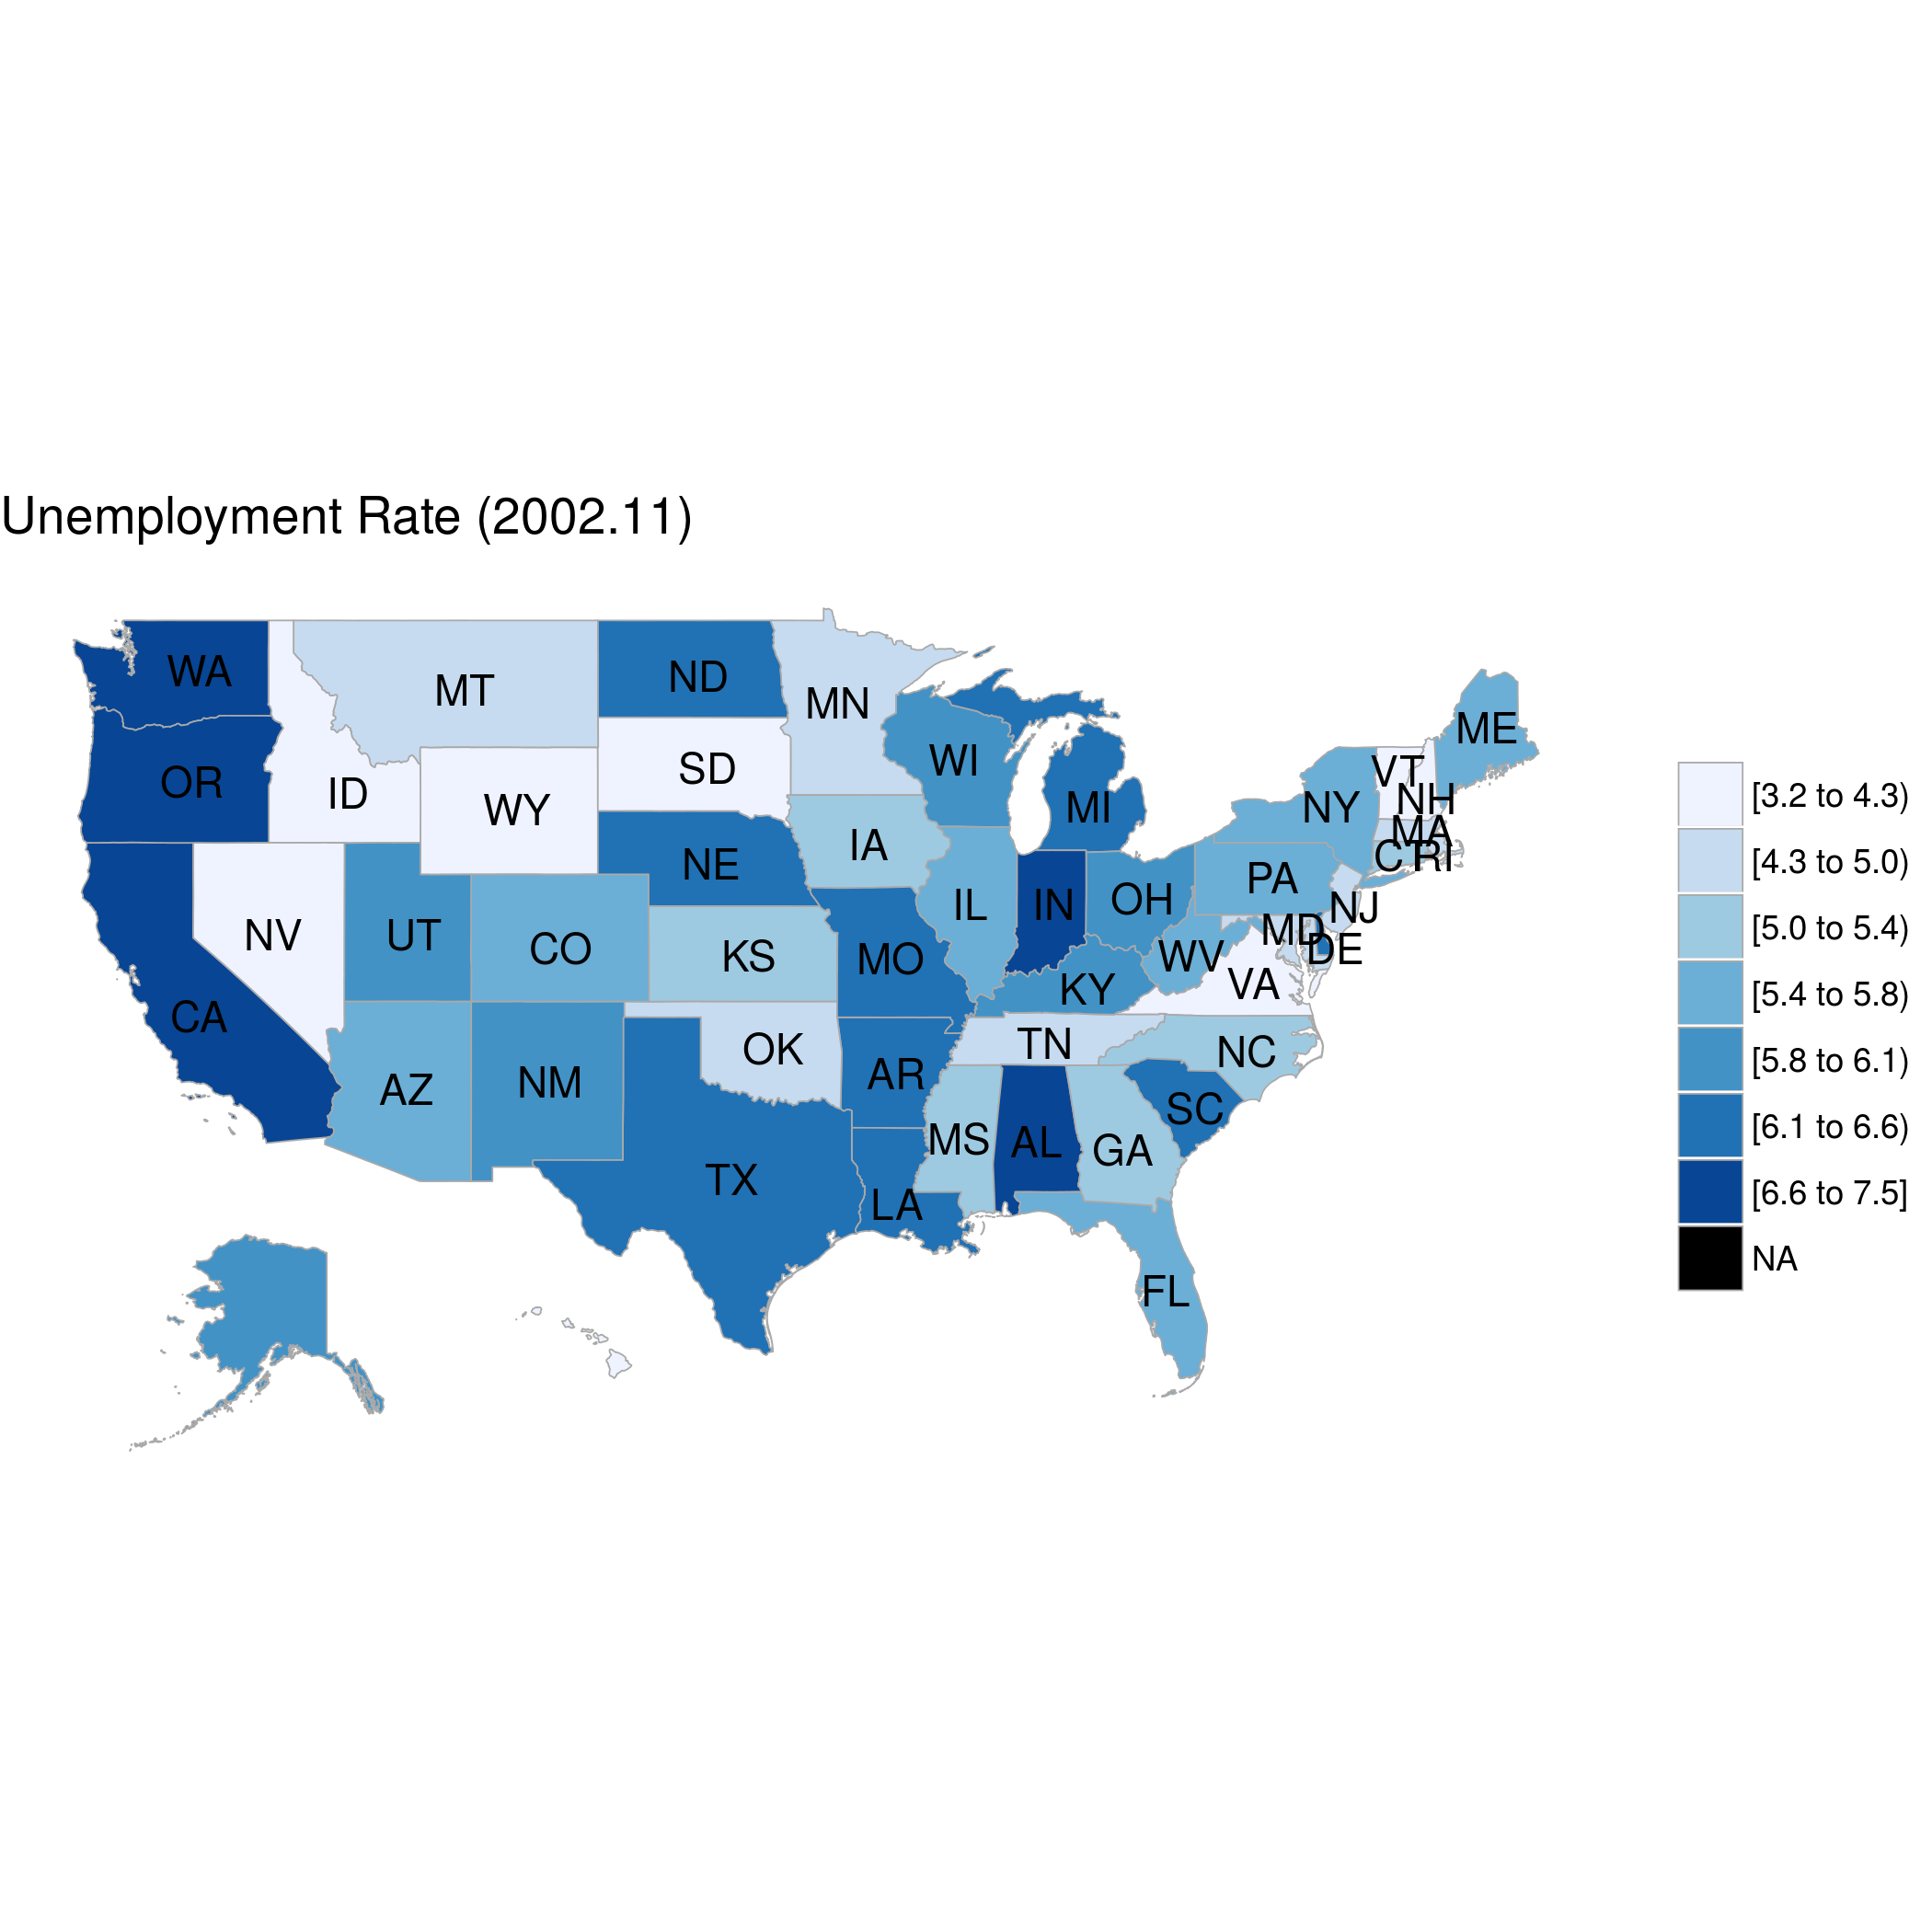 Unemployment Rate (2002.11)
WA
MT
ND
MN
ME
OR
ID
WY
SD
WI
MI
NY
VT
NH
MA
CT
RI
IA
NE
PA
NJ
NV
UT
CO
KS
MO
IL
IN
OH
WV
MD
DE
VA
KY
CA
AZ
NM
OK
AR
TN
NC
SC
MS
AL
GA
TX
LA
FL
[3.2 to 4.3)
[4.3 to 5.0)
[5.0 to 5.4)
[5.4 to 5.8)
[5.8 to 6.1)
[6.1 to 6.6)
[6.6 to 7.5]
NA